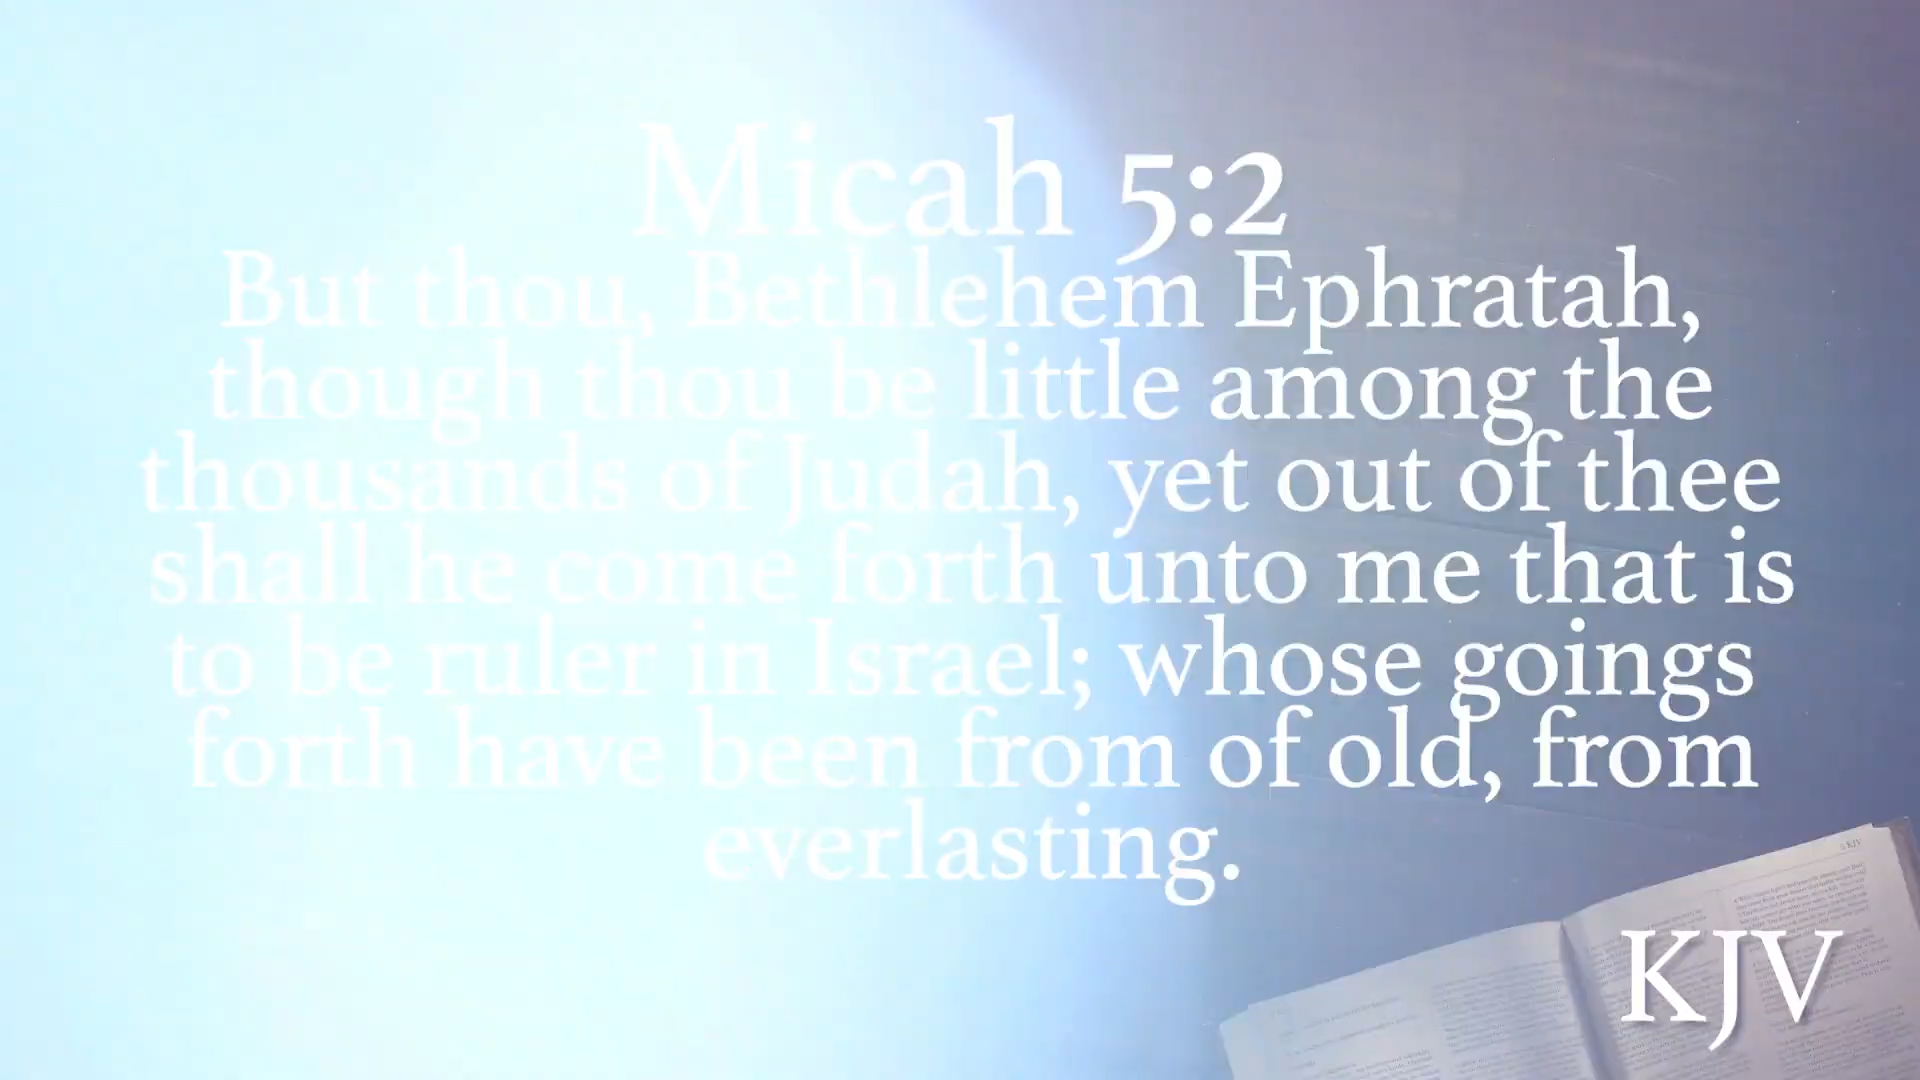 Micah 5:2
But thou, Bethlehem Ephratah,
though thou be little among the
thousands of Judah, yet out of thee
shall he come forth unto me that is
to be ruler in Israel; whose goings
forth have been from of old, from
everlasting.
KJV